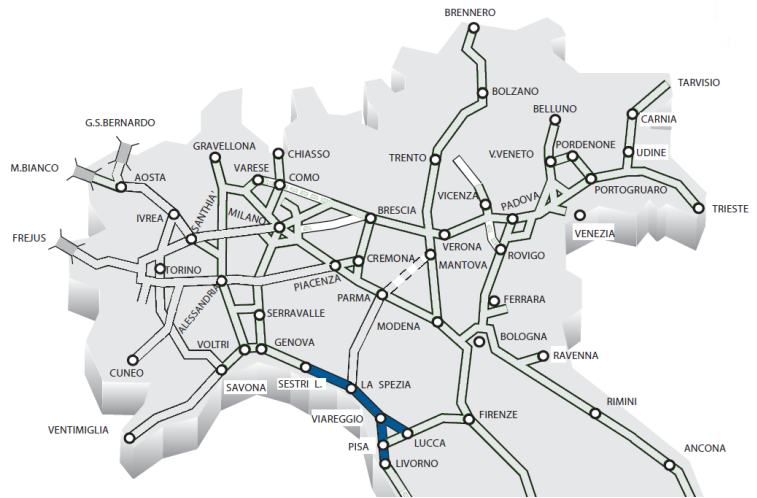 BRENNERO
TARVISIO
BOLZANO
BELLUNO
CARNIA
G.S.BERNARDO
GRAVELLONA
CHIASSO
TRENTO
V.VENETO
PORDENONE
UDINE
M.BIANCO
AOSTA
VARESE
COMO
PORTOGRUARO
IVREA
SANTHIA'
MILANO
BRESCIA
VICENZA
PADOVA
TRIESTE
VENEZIA
FREJUS
TORINO
CREMONA
VERONA
MANTOVA
ROVIGO
ALESSANDRIA
PIACENZA
PARMA
FERRARA
SERRAVALLE
MODENA
BOLOGNA
VOLTRI
GENOVA
RAVENNA
CUNEO
SAVONA
SESTRI L.
LA SPEZIA
RIMINI
VENTIMIGLIA
VIAREGGIO
FIRENZE
PISA
LUCCA
ANCONA
LIVORNO